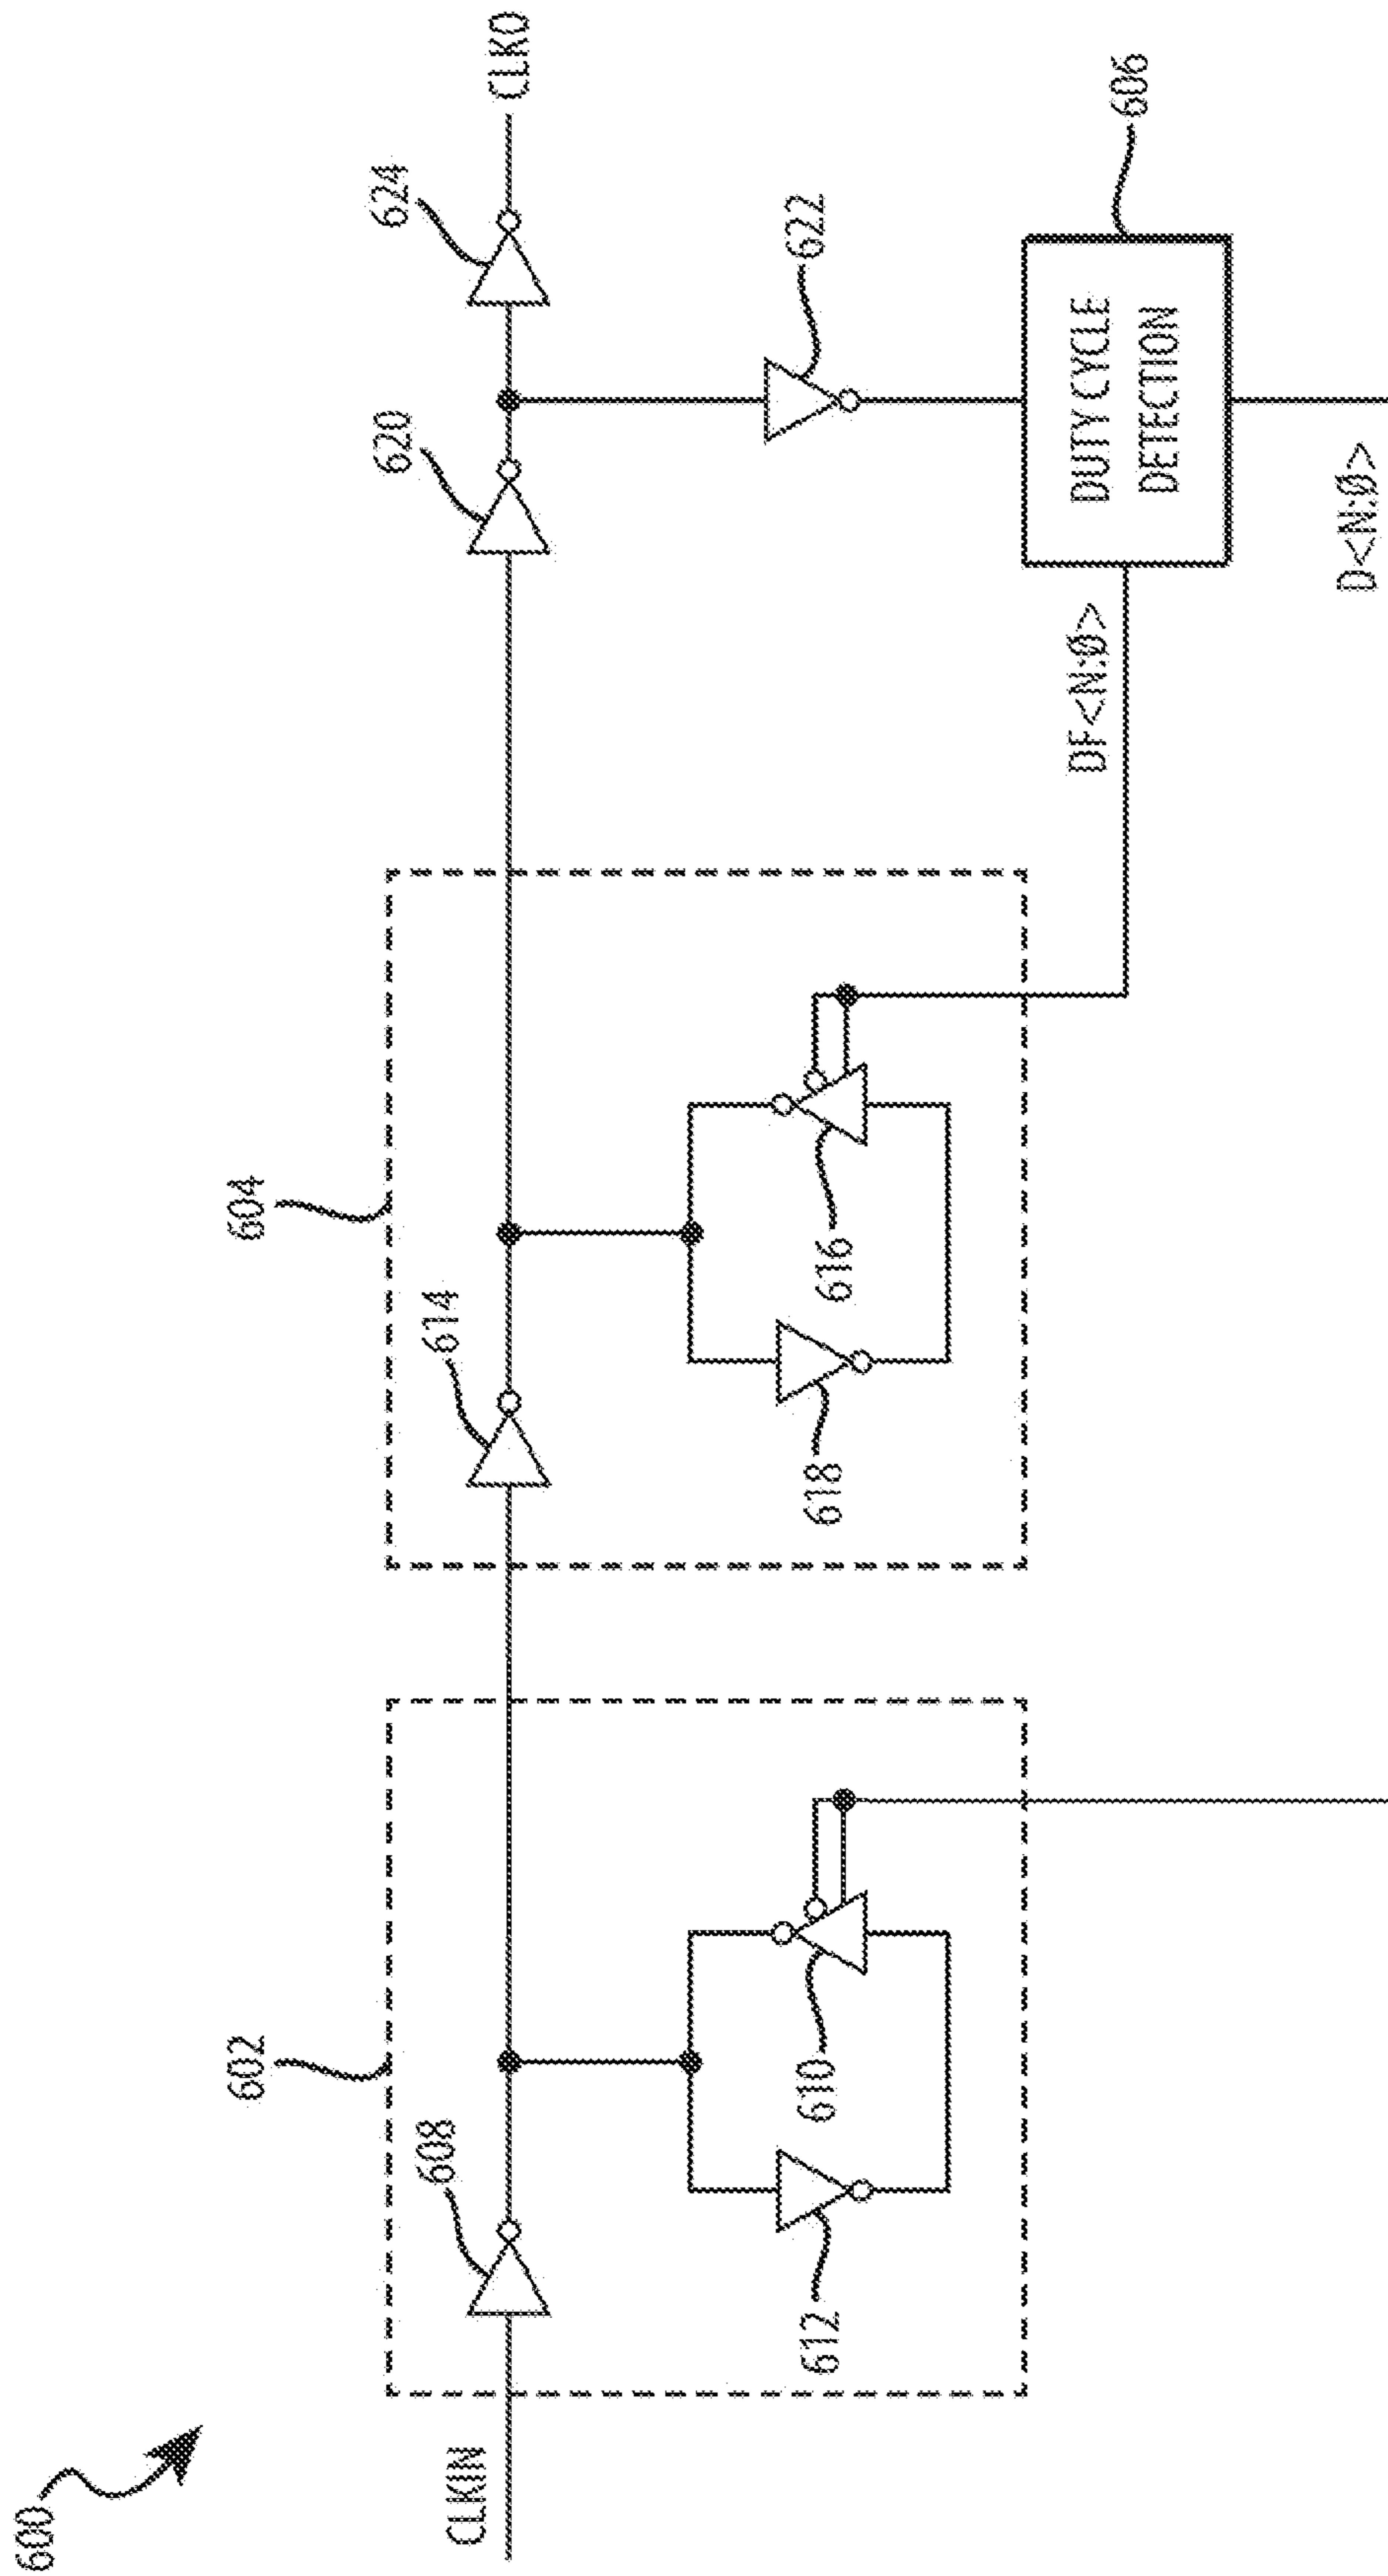 600
602
604
CLKIN
608
614
620
624
CLKO
612
610
618
616
622
DF<N:Ø>
DUTY CYCLE
DETECTION
606
D<N:Ø>